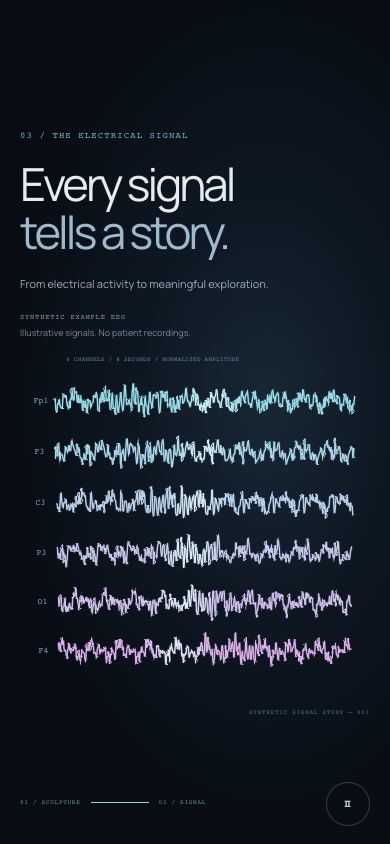 03 / THE ELECTRICAL SIGNAL
Every signal
tells a story.
From electrical activity to meaningful exploration.
SYNTHETIC EXAMPLE EEG
Illustrative signals. No patient recordings.
6 CHANNELS / 8 SECONDS / NORMALIZED AMPLITUDE
Fp1
F3
C3
P3
O1
F4
SYNTHETIC SIGNAL STUDY — 001
01 / SCULPTURE
03 / SIGNAL